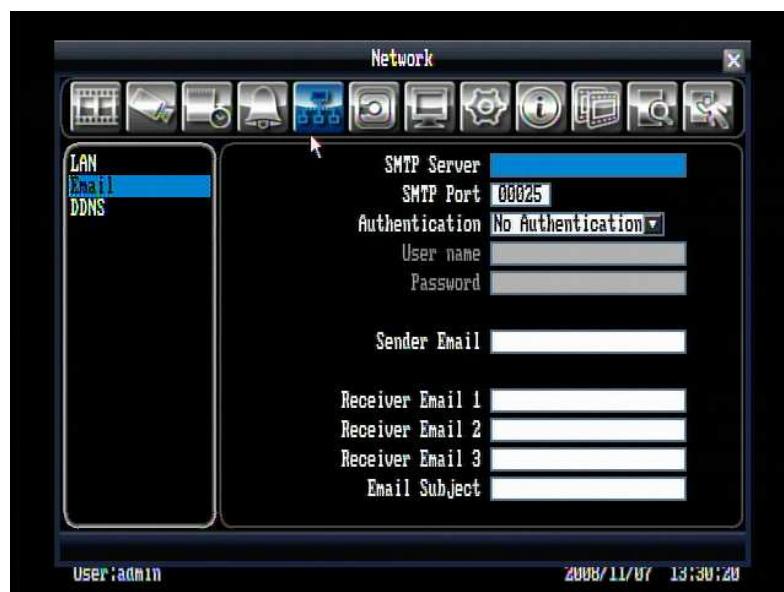 Network
LAN
Email
DDNS
SMTP Server
SMTP Port 00025
Authentication No Authentication
User name
Password
Sender Email
Receiver Email 1
Receiver Email 2
Receiver Email 3
Email Subject
User:admin 2008/11/07 13:30:20